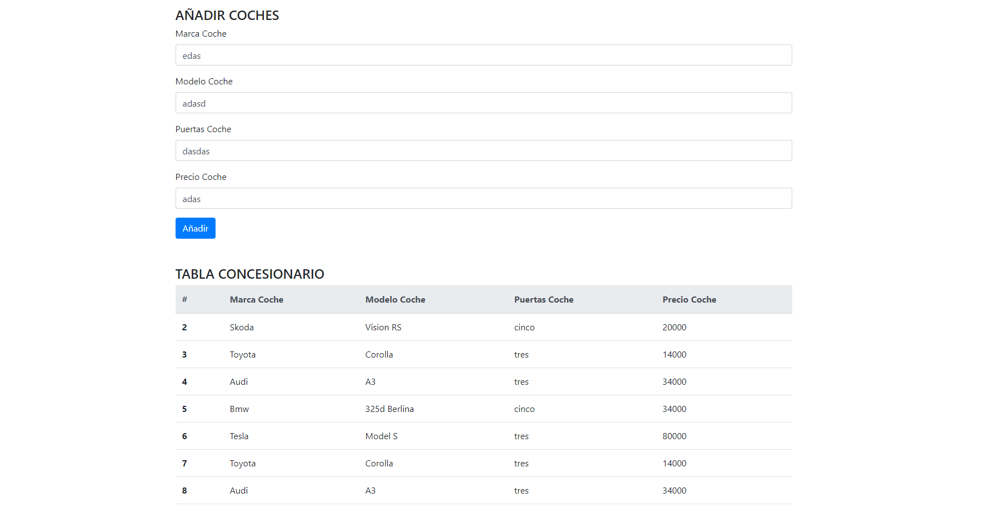 AÑADIR COCHES
Marca Coche
edas
Modelo Coche
adasd
Puertas Coche
dasdas
Precio Coche
adas
Añadir
TABLA CONCESIONARIO
# Marca Coche Modelo Coche Puertas Coche Precio Coche
2 Skoda Vision RS cinco 20000
3 Toyota Corolla tres 14000
4 Audi A3 tres 34000
5 Bmw 325d Berlina cinco 34000
6 Tesla Model S tres 80000
7 Toyota Corolla tres 14000
8 Audi A3 tres 34000